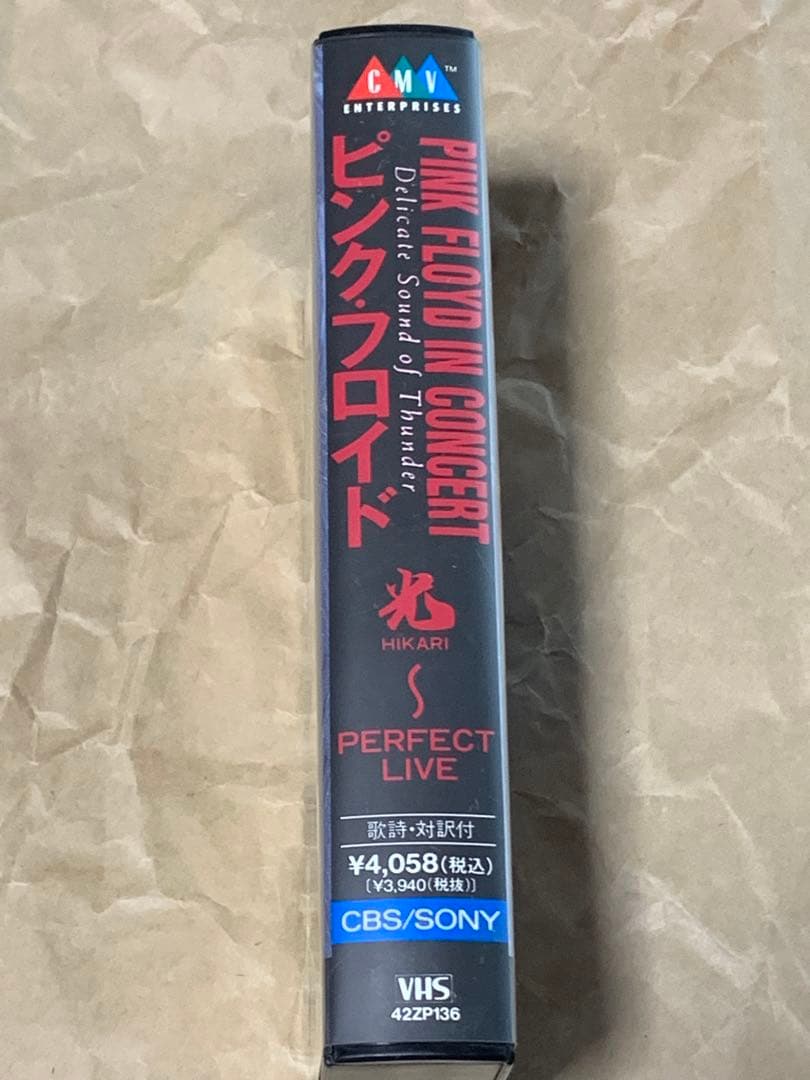 CMV™
ENTERPRISES
PINK FLOYD IN CONCERT
Delicate Sound of Thunder
ピンク・フロイド
光
HIKARI
〜
PERFECT
LIVE
歌詩・対訳付
¥4,058(税込)
〔¥3,940(税抜)〕
CBS/SONY
VHS
42ZP136